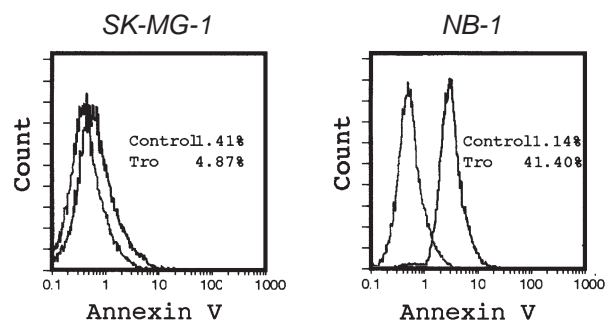 SK-MG-1
NB-1
Count
Control1.41%
Tro 4.87%
0.1 1 10 100 1000
Annexin V
Count
Control1.14%
Tro 41.40%
0.1 1 10 100 1000
Annexin V